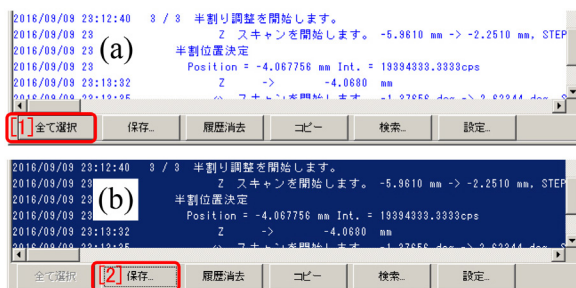 2016/09/09 23:12:40 3 / 3 半割り調整を開始します。
2016/09/09 23 Z スキャンを開始します。 -5.9610 mm -> -2.2510 mm, STEP
(a)
2016/09/09 23 半割位置決定
2016/09/09 23 Position = -4.067756 mm Int. = 19394333.3333cps
2016/09/09 23:13:32 Z -> -4.0680 mm
[1] 全て選択 保存... 履歴消去 コピー 検索... 設定...
2016/09/09 23:12:40 3 / 3 半割り調整を開始します。
2016/09/09 23 Z スキャンを開始します。 -5.9610 mm -> -2.2510 mm, STEP
(b)
2016/09/09 23 半割位置決定
2016/09/09 23 Position = -4.067756 mm Int. = 19394333.3333cps
2016/09/09 23:13:32 Z -> -4.0680 mm
全て選択 [2] 保存... 履歴消去 コピー 検索... 設定...